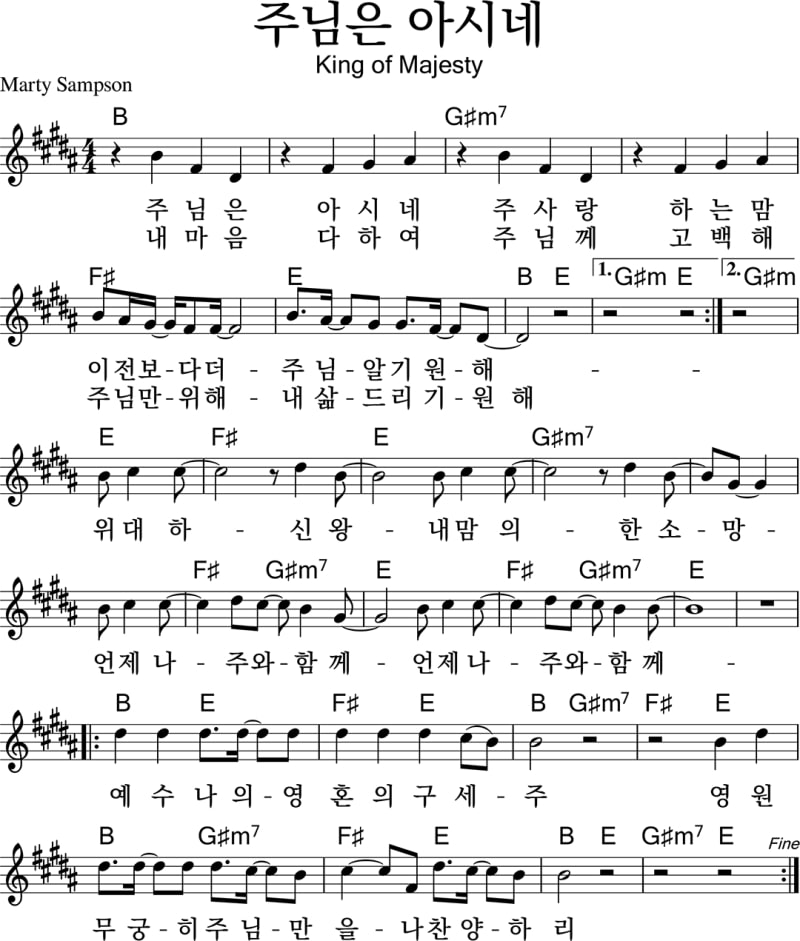 주님은 아시네
King of Majesty
Marty Sampson
B G♯m7
4
4
주 님 은 아 시 네 주 사 랑 하 는 맘
내 마 음 다 하 여 주 님 께 고 백 해
F♯ E B E 1. G♯m E 2. G♯m
이 전 보 - 다 더 - 주 님 - 알 기 원 - 해 - - -
주 님 만 - 위 해 - 내 삶 - 드 리 기 - 원 해
E F♯ E G♯m7
위 대 하 - 신 왕 - 내 맘 의 - 한 소 - 망 -
F♯ G♯m7 E F♯ G♯m7 E
언 제 나 - 주 와 - 함 께 - 언 제 나 - 주 와 - 함 께 -
B E F♯ E B G♯m7 F♯ E
예 수 나 의 - 영 혼 의 구 세 - 주 영 원
B G♯m7 F♯ E B E G♯m7 E Fine
무 궁 - 히 주 님 - 만 을 - 나 찬 양 - 하 리